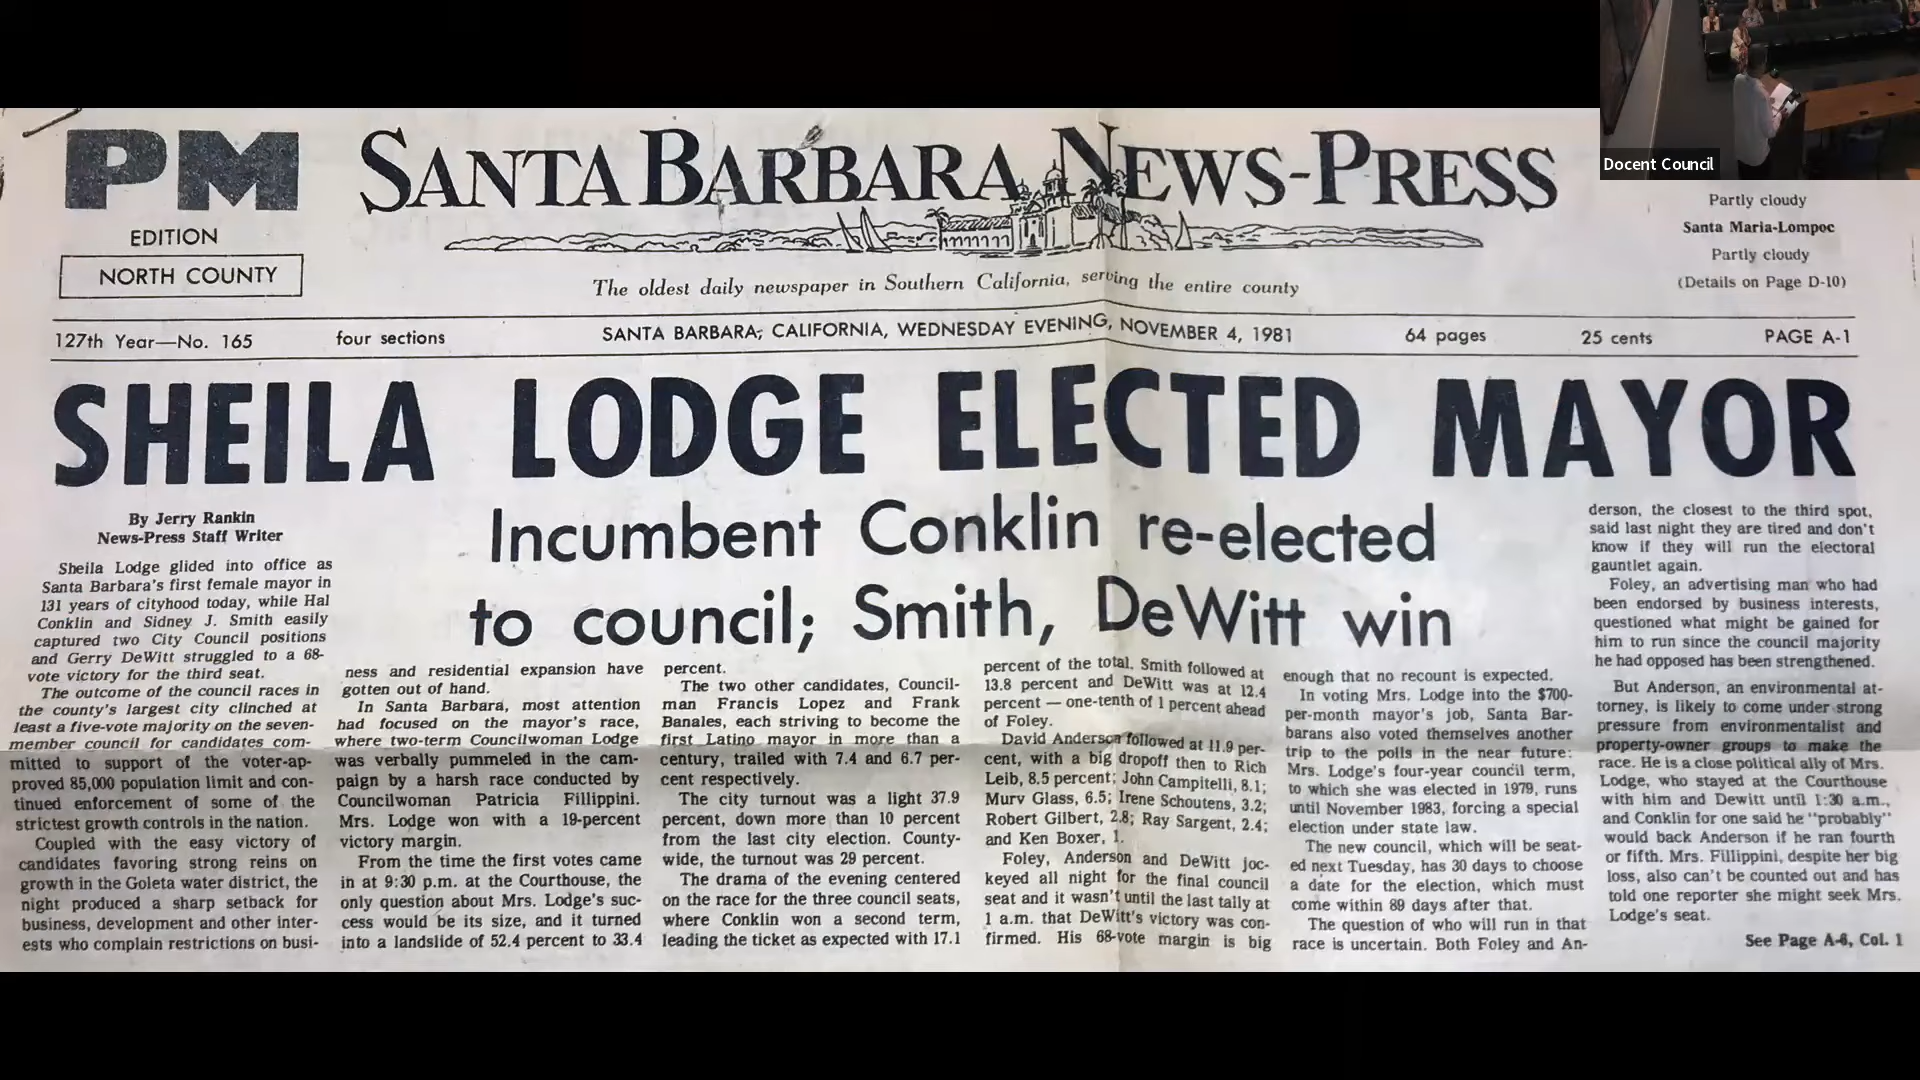 PM
EDITION
NORTH COUNTY
SANTA BARBARA NEWS-PRESS
The oldest daily newspaper in Southern California, serving the entire county
Docent Council
Partly cloudy
Santa Maria-Lompoc
Partly cloudy
(Details on Page D-10)
127th Year—No. 165 four sections SANTA BARBARA, CALIFORNIA, WEDNESDAY EVENING, NOVEMBER 4, 1981 64 pages 25 cents PAGE A-1
SHEILA LODGE ELECTED MAYOR
Incumbent Conklin re-elected
to council; Smith, DeWitt win
By Jerry Rankin
News-Press Staff Writer
Sheila Lodge glided into office as
Santa Barbara's first female mayor in
131 years of cityhood today, while Hal
Conklin and Sidney J. Smith easily
captured two City Council positions
and Gerry DeWitt struggled to a 68-
vote victory for the third seat.
The outcome of the council races in
the county's largest city clinched at
least a five-vote majority on the seven-
member council for candidates com-
mitted to support of the voter-ap-
proved 85,000 population limit and con-
tinued enforcement of some of the
strictest growth controls in the nation.
Coupled with the easy victory of
candidates favoring strong reins on
growth in the Goleta water district, the
night produced a sharp setback for
business, development and other inter-
ests who complain restrictions on busi-
ness and residential expansion have
gotten out of hand.
In Santa Barbara, most attention
had focused on the mayor's race,
where two-term Councilwoman Lodge
was verbally pummeled in the cam-
paign by a harsh race conducted by
Councilwoman Patricia Fillippini.
Mrs. Lodge won with a 19-percent
victory margin.
From the time the first votes came
in at 9:30 p.m. at the Courthouse, the
only question about Mrs. Lodge's suc-
cess would be its size, and it turned
into a landslide of 52.4 percent to 33.4
percent.
The two other candidates, Council-
man Francis Lopez and Frank
Banales, each striving to become the
first Latino mayor in more than a
century, trailed with 7.4 and 6.7 per-
cent respectively.
The city turnout was a light 37.9
percent, down more than 10 percent
from the last city election. County-
wide, the turnout was 29 percent.
The drama of the evening centered
on the race for the three council seats,
where Conklin won a second term,
leading the ticket as expected with 17.1
percent of the total. Smith followed at
13.8 percent and DeWitt was at 12.4
percent — one-tenth of 1 percent ahead
of Foley.
David Anderson followed at 11.9 per-
cent, with a big dropoff then to Rich
Leib, 8.5 percent; John Campitelli, 8.1;
Murv Glass, 6.5; Irene Schoutens, 3.2;
Robert Gilbert, 2.8; Ray Sargent, 2.4;
and Ken Boxer, 1.
Foley, Anderson and DeWitt joc-
keyed all night for the final council
seat and it wasn't until the last tally at
1 a.m. that DeWitt's victory was con-
firmed. His 68-vote margin is big
enough that no recount is expected.
In voting Mrs. Lodge into the $700-
per-month mayor's job, Santa Bar-
barans also voted themselves another
trip to the polls in the near future:
Mrs. Lodge's four-year council term,
to which she was elected in 1979, runs
until November 1983, forcing a special
election under state law.
The new council, which will be seat-
ed next Tuesday, has 30 days to choose
a date for the election, which must
come within 89 days after that.
The question of who will run in that
race is uncertain. Both Foley and An-
derson, the closest to the third spot,
said last night they are tired and don't
know if they will run the electoral
gauntlet again.
Foley, an advertising man who had
been endorsed by business interests,
questioned what might be gained for
him to run since the council majority
he had opposed has been strengthened.
But Anderson, an environmental at-
torney, is likely to come under strong
pressure from environmentalist and
property-owner groups to make the
race. He is a close political ally of Mrs.
Lodge, who stayed at the Courthouse
with him and Dewitt until 1:30 a.m.,
and Conklin for one said he "probably"
would back Anderson if he ran fourth
or fifth. Mrs. Fillippini, despite her big
loss, also can't be counted out and has
told one reporter she might seek Mrs.
Lodge's seat.
See Page A-6, Col. 1